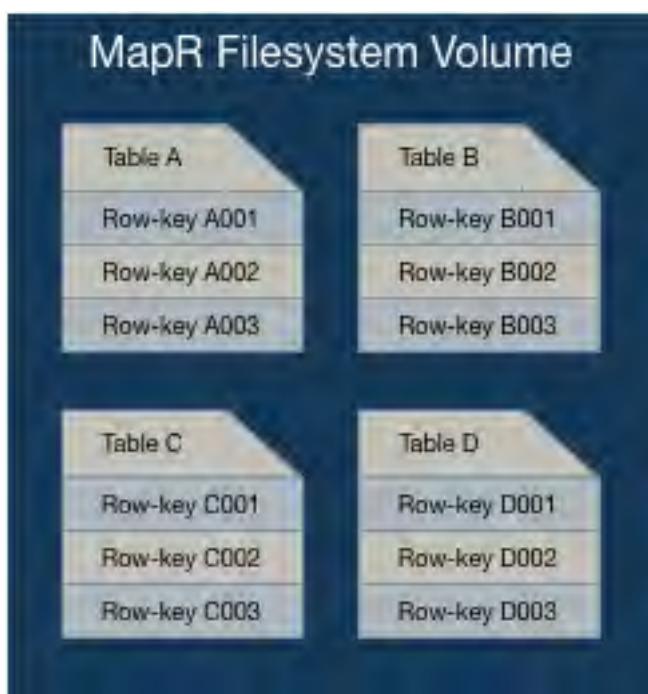 MapR Filesystem Volume
Table A
Row-key A001
Row-key A002
Row-key A003
Table B
Row-key B001
Row-key B002
Row-key B003
Table C
Row-key C001
Row-key C002
Row-key C003
Table D
Row-key D001
Row-key D002
Row-key D003